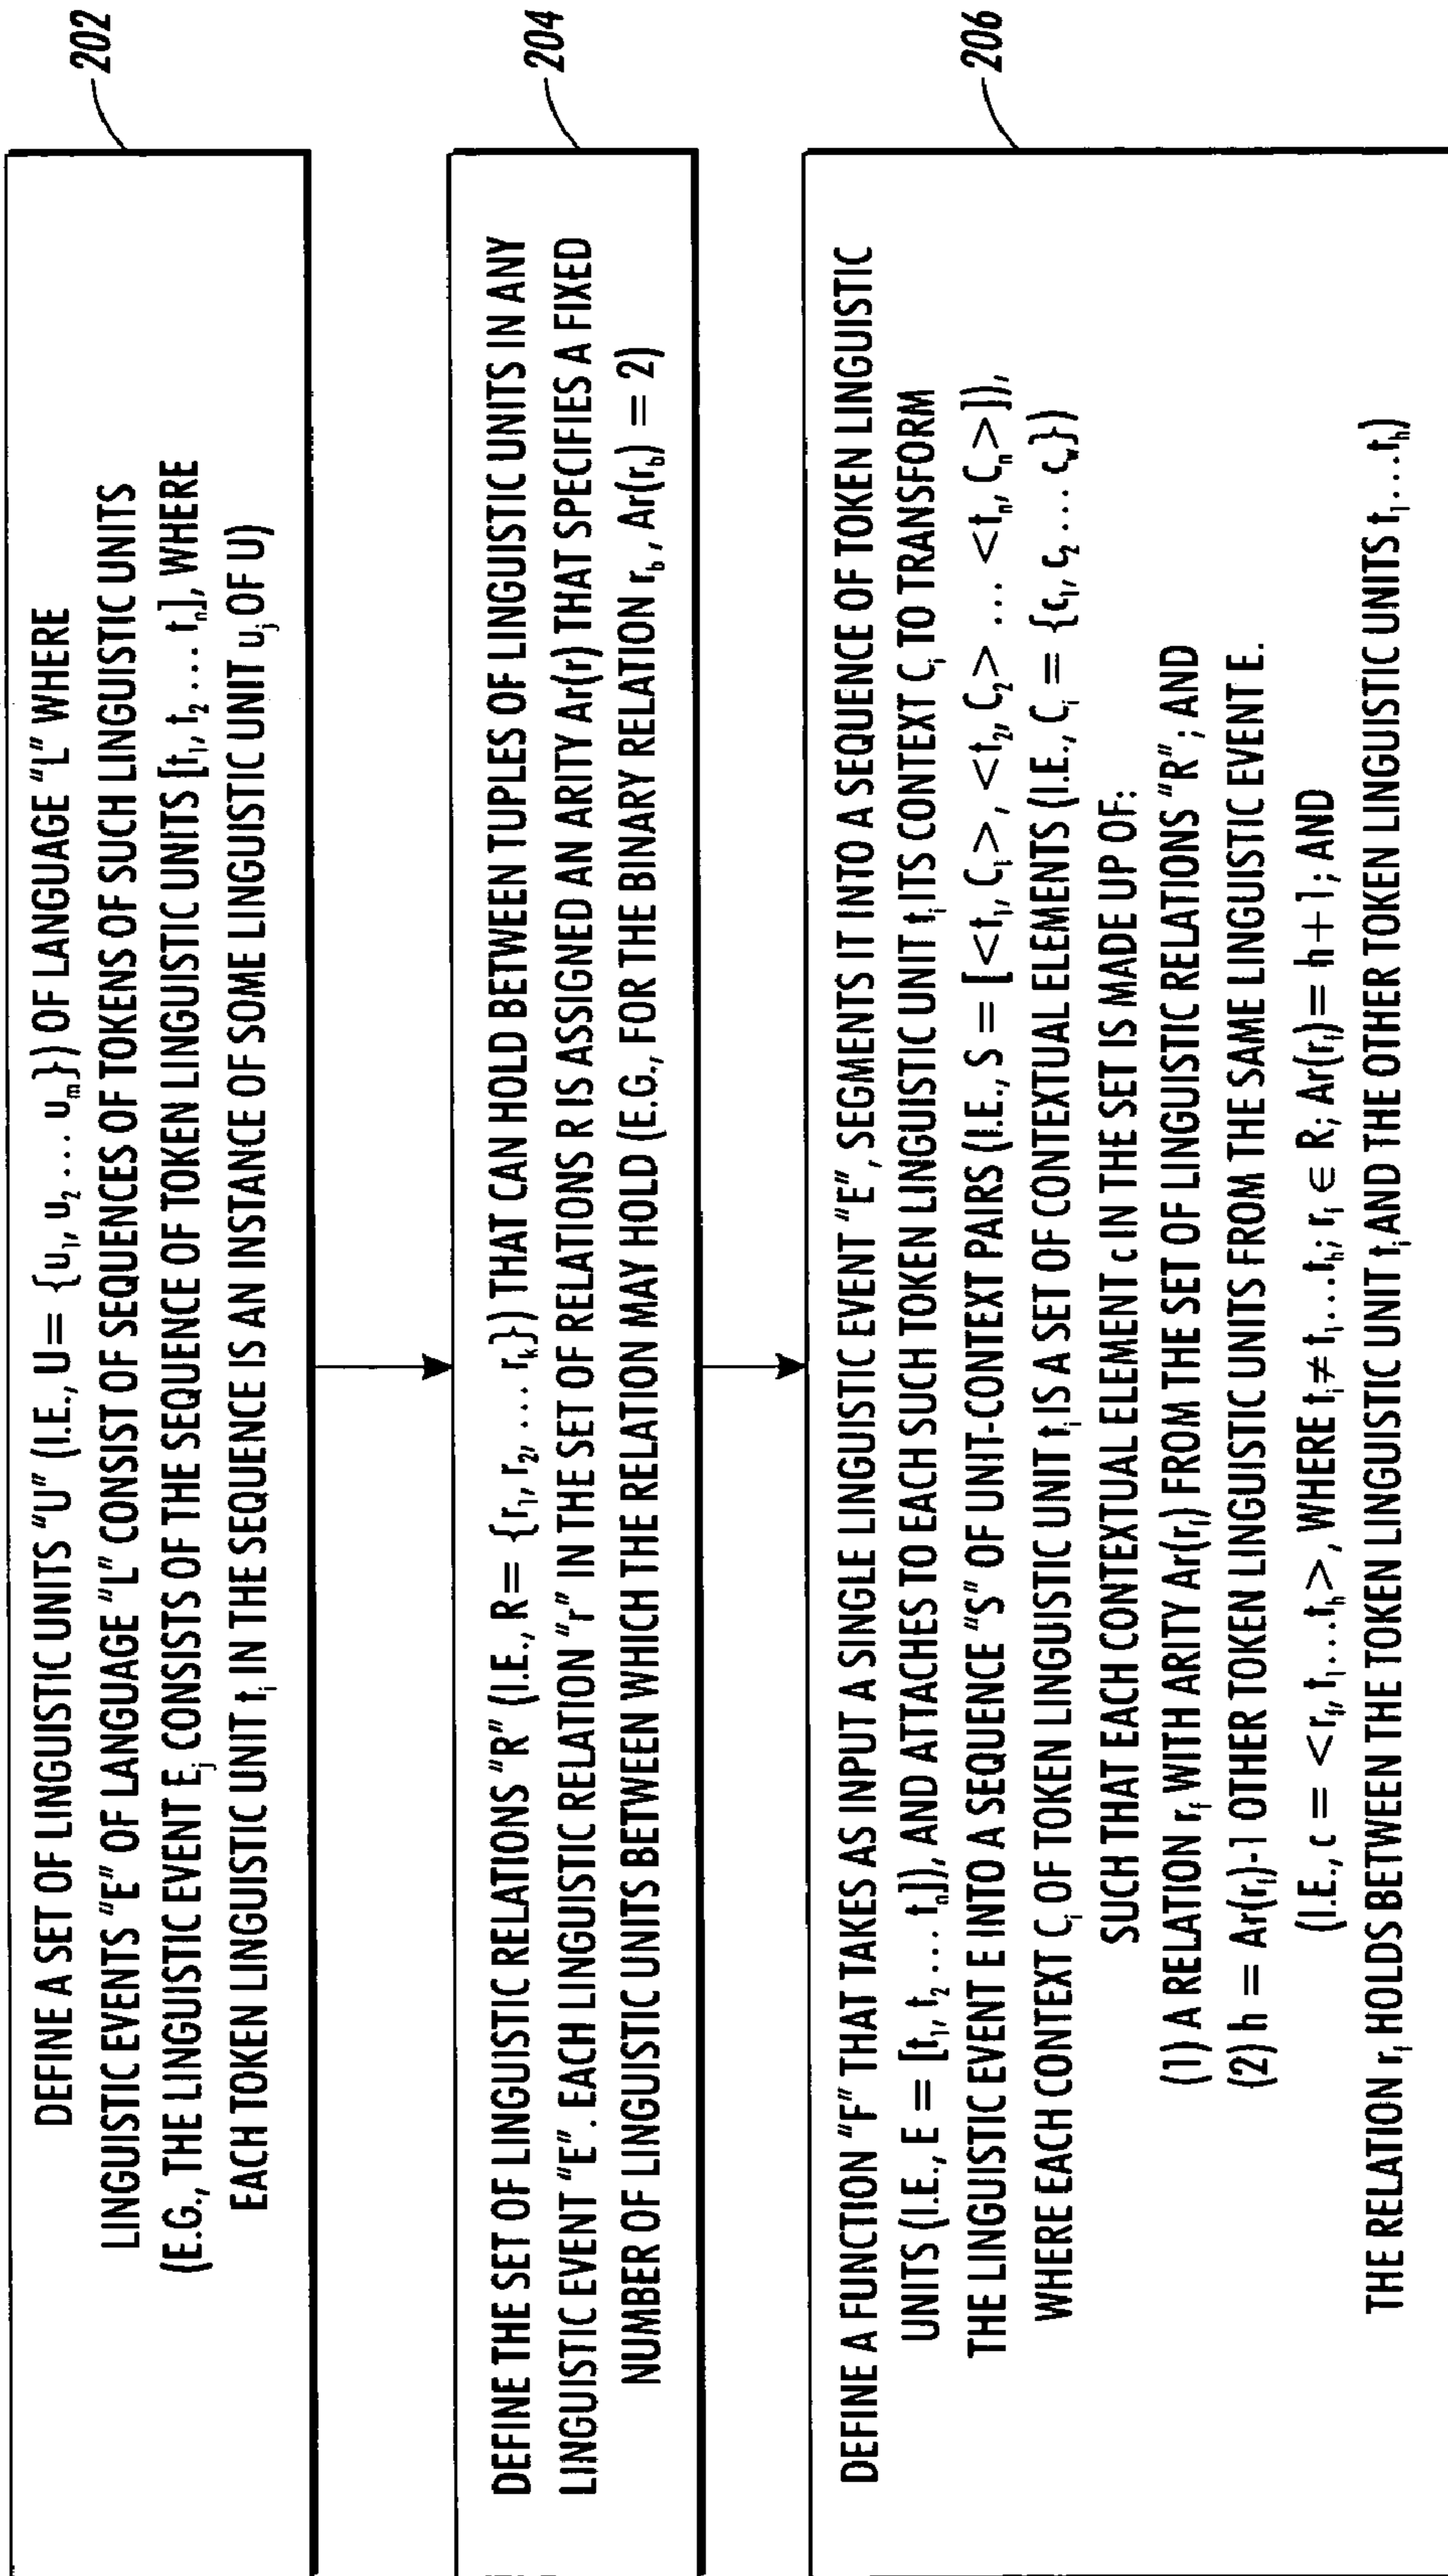 DEFINE A SET OF LINGUISTIC UNITS "U" (I.E., U = {u₁, u₂ ... uₘ}) OF LANGUAGE "L" WHERE
LINGUISTIC EVENTS "E" OF LANGUAGE "L" CONSIST OF SEQUENCES OF TOKENS OF SUCH LINGUISTIC UNITS
(E.G., THE LINGUISTIC EVENT Eⱼ CONSISTS OF THE SEQUENCE OF TOKEN LINGUISTIC UNITS [t₁, t₂ ... tₙ], WHERE
EACH TOKEN LINGUISTIC UNIT tᵢ IN THE SEQUENCE IS AN INSTANCE OF SOME LINGUISTIC UNIT uⱼ OF U)
202
DEFINE THE SET OF LINGUISTIC RELATIONS "R" (I.E., R = {r₁, r₂, ... rₖ}) THAT CAN HOLD BETWEEN TUPLES OF LINGUISTIC UNITS IN ANY
LINGUISTIC EVENT "E". EACH LINGUISTIC RELATION "r" IN THE SET OF RELATIONS R IS ASSIGNED AN ARITY Ar(r) THAT SPECIFIES A FIXED
NUMBER OF LINGUISTIC UNITS BETWEEN WHICH THE RELATION MAY HOLD (E.G., FOR THE BINARY RELATION r_b, Ar(r_b) = 2)
204
DEFINE A FUNCTION "F" THAT TAKES AS INPUT A SINGLE LINGUISTIC EVENT "E", SEGMENTS IT INTO A SEQUENCE OF TOKEN LINGUISTIC
UNITS (I.E., E = [t₁, t₂ ... tₙ]), AND ATTACHES TO EACH SUCH TOKEN LINGUISTIC UNIT tᵢ ITS CONTEXT Cᵢ TO TRANSFORM
THE LINGUISTIC EVENT E INTO A SEQUENCE "S" OF UNIT-CONTEXT PAIRS (I.E., S = [<t₁, C₁>, <t₂, C₂> ... <tₙ, Cₙ>]),
WHERE EACH CONTEXT Cᵢ OF TOKEN LINGUISTIC UNIT tᵢ IS A SET OF CONTEXTUAL ELEMENTS (I.E., Cᵢ = {c₁, c₂ ... c_w})
SUCH THAT EACH CONTEXTUAL ELEMENT c IN THE SET IS MADE UP OF:
(1) A RELATION r_f WITH ARITY Ar(r_f) FROM THE SET OF LINGUISTIC RELATIONS "R"; AND
(2) h = Ar(r_f)-1 OTHER TOKEN LINGUISTIC UNITS FROM THE SAME LINGUISTIC EVENT E.
(I.E., c = <r_f, t₁...tₕ>, WHERE tᵢ ≠ t₁...tₕ; r_f ∈ R; Ar(r_f) = h+1; AND
THE RELATION r_f HOLDS BETWEEN THE TOKEN LINGUISTIC UNIT tᵢ AND THE OTHER TOKEN LINGUISTIC UNITS t₁...tₕ)
206